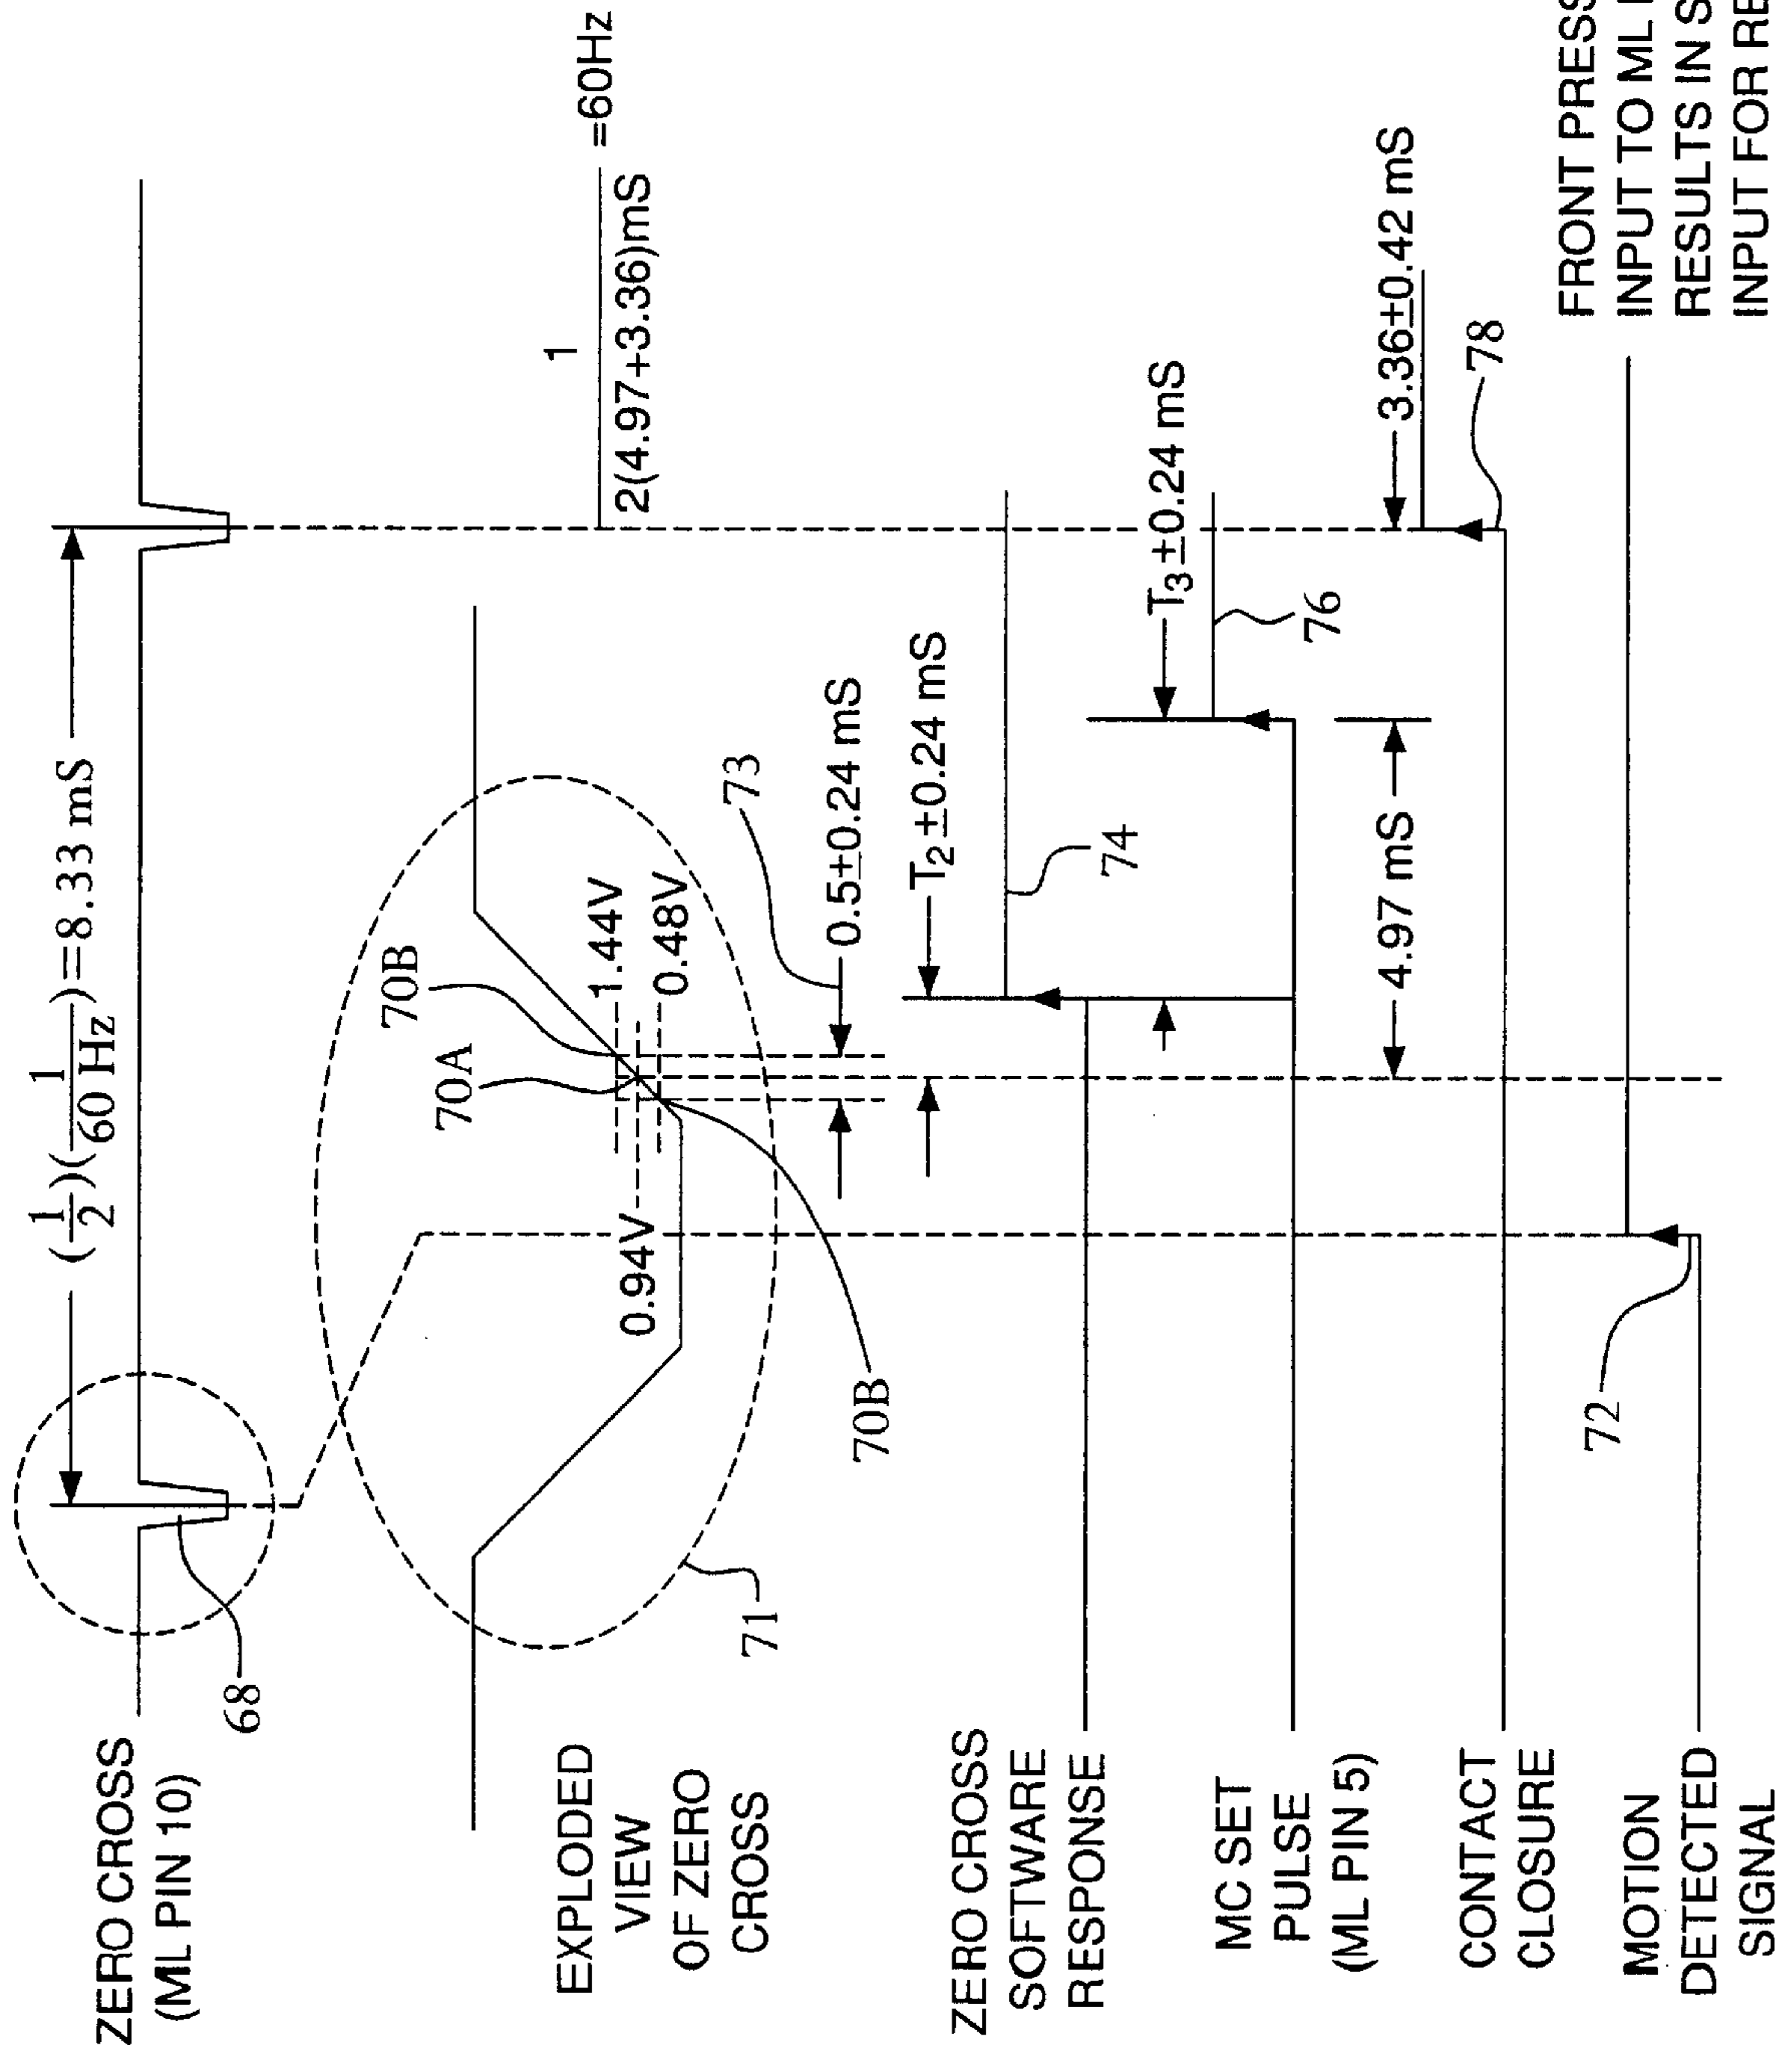 ZERO CROSS
(ML PIN 10)
68
(1/2)(1/60 Hz)=8.33 mS
EXPLODED
VIEW
OF ZERO
CROSS
71
70A
70B
1.44V
0.94V
0.48V
70B
73
0.5±0.24 mS
1
2(4.97+3.36)mS
=60Hz
ZERO CROSS
SOFTWARE
RESPONSE
T₂±0.24 mS
74
MC SET
PULSE
(ML PIN 5)
T₃±0.24 mS
76
4.97 mS
3.36±0.42 mS
CONTACT
CLOSURE
78
MOTION
DETECTED
SIGNAL
72
FRONT PRESS
INPUT TO ML
RESULTS IN S
INPUT FOR RE